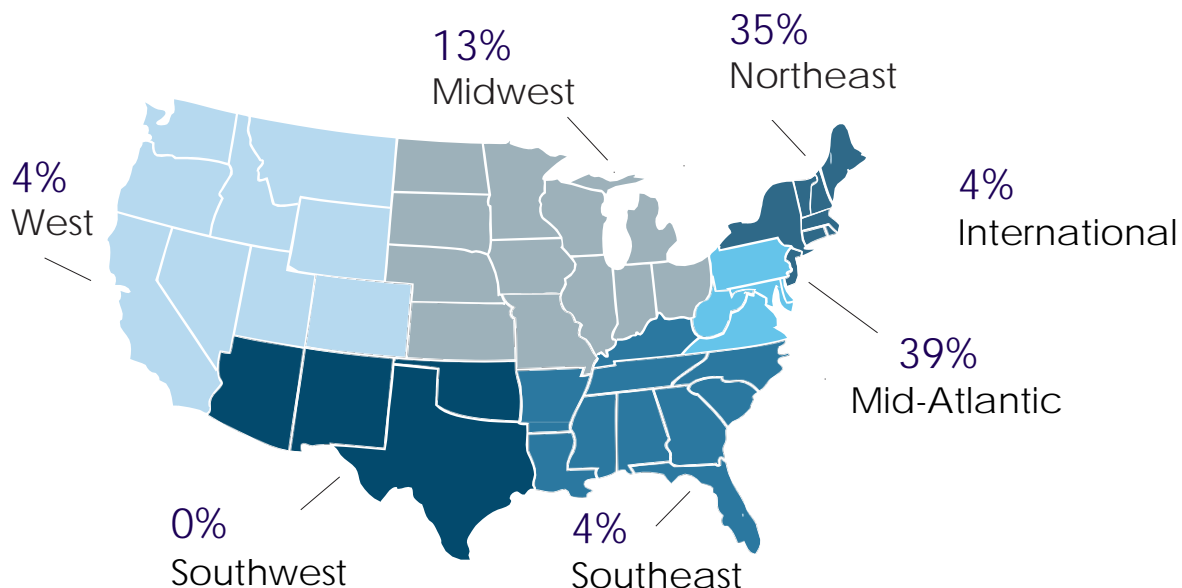 35%
Northeast
13%
Midwest
4%
West
4%
International
39%
Mid-Atlantic
0%
Southwest
4%
Southeast